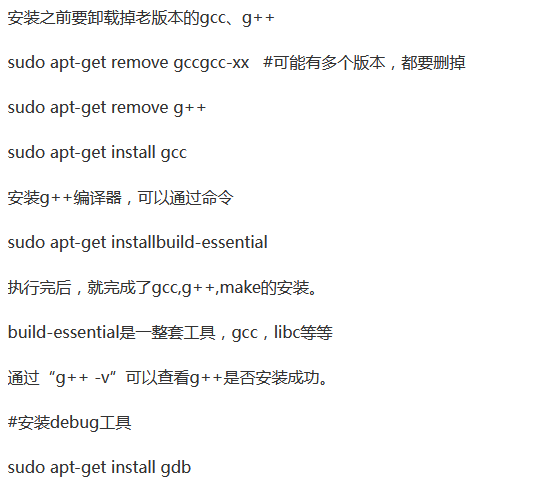 安装之前要卸载掉老版本的gcc、g++
sudo apt-get remove gccgcc-xx   #可能有多个版本，都要删掉
sudo apt-get remove g++
sudo apt-get install gcc
安装g++编译器，可以通过命令
sudo apt-get installbuild-essential
执行完后，就完成了gcc,g++,make的安装。
build-essential是一整套工具，gcc，libc等等
通过“g++ -v”可以查看g++是否安装成功。
#安装debug工具
sudo apt-get install gdb